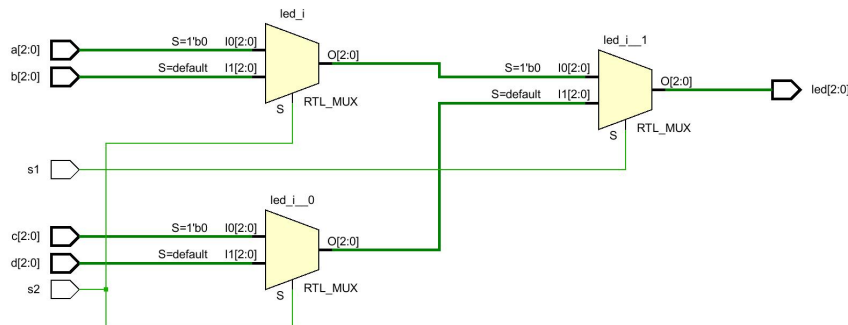 led_i
a[2:0] S=1'b0 I0[2:0] O[2:0]
b[2:0] S=default I1[2:0]
S RTL_MUX
led_i__1
S=1'b0 I0[2:0] O[2:0]
S=default I1[2:0] led[2:0]
S RTL_MUX
s1
led_i__0
c[2:0] S=1'b0 I0[2:0] O[2:0]
d[2:0] S=default I1[2:0]
s2 S RTL_MUX